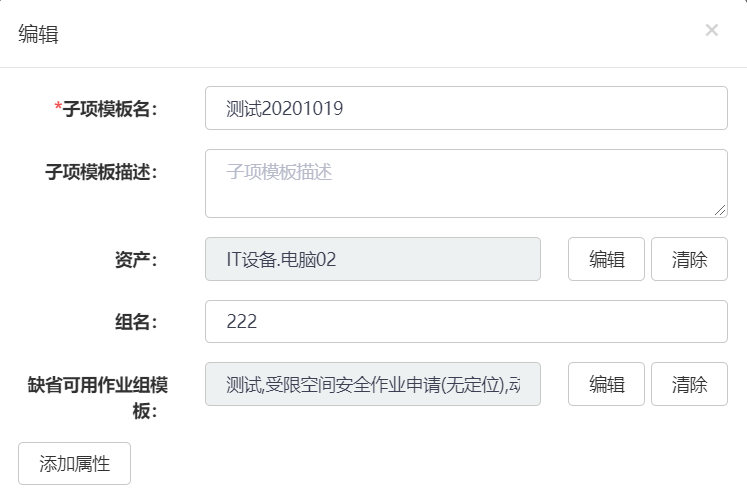 编辑 ×
*子项模板名： 测试20201019
子项模板描述： 子项模板描述
资产： IT设备.电脑02 编辑 清除
组名： 222
缺省可用作业组模 测试,受限空间安全作业申请(无定位),动 编辑 清除
板：
添加属性